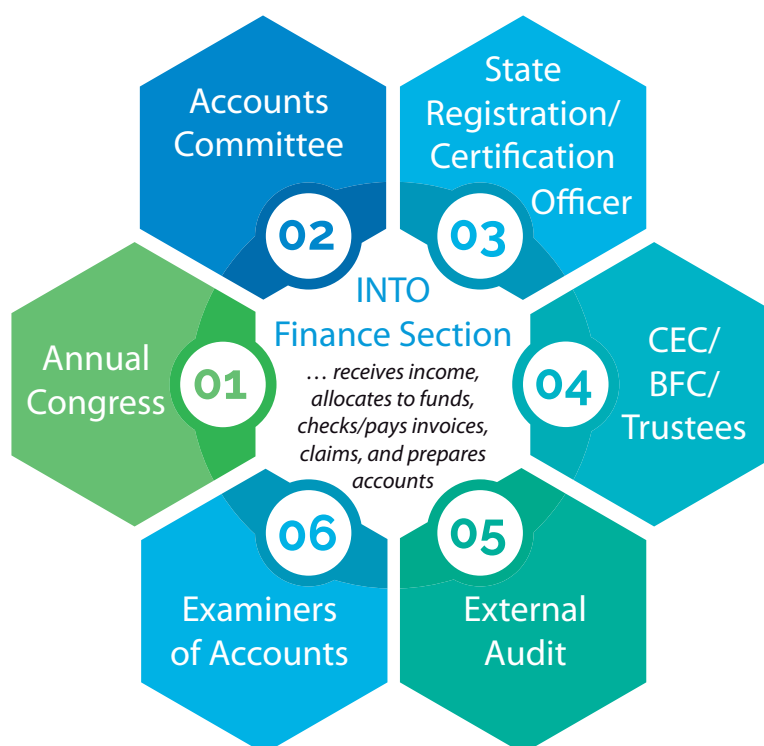 Accounts
Committee
02
State
Registration/
Certification
Officer
03
Annual
Congress
01
INTO
Finance Section
… receives income,
allocates to funds,
checks/pays invoices,
claims, and prepares
accounts
CEC/
BFC/
Trustees
04
06
Examiners
of Accounts
05
External
Audit